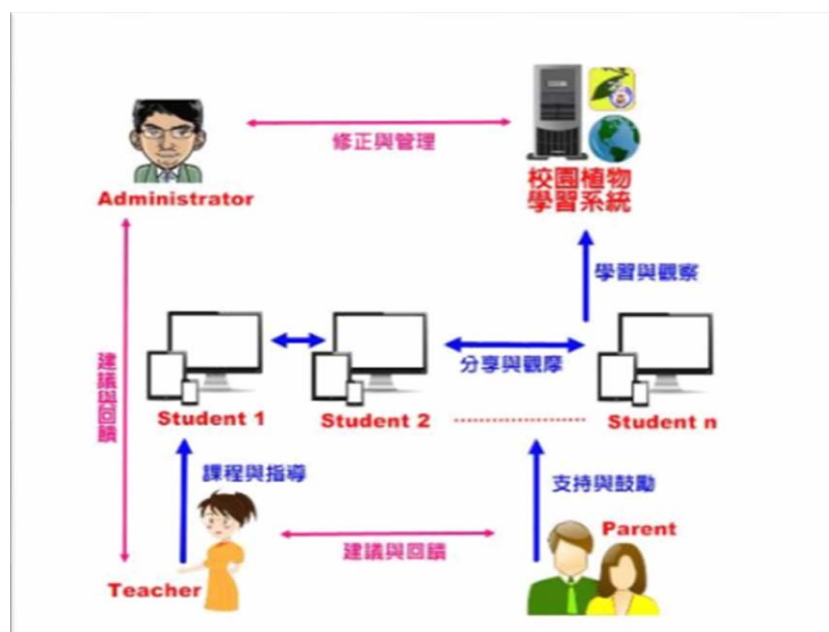 修正與管理
Administrator
校園植物
學習系統
學習與觀察
建議與回饋
分享與觀摩
Student 1
Student 2
Student n
課程與指導
支持與鼓勵
Parent
建議與回饋
Teacher